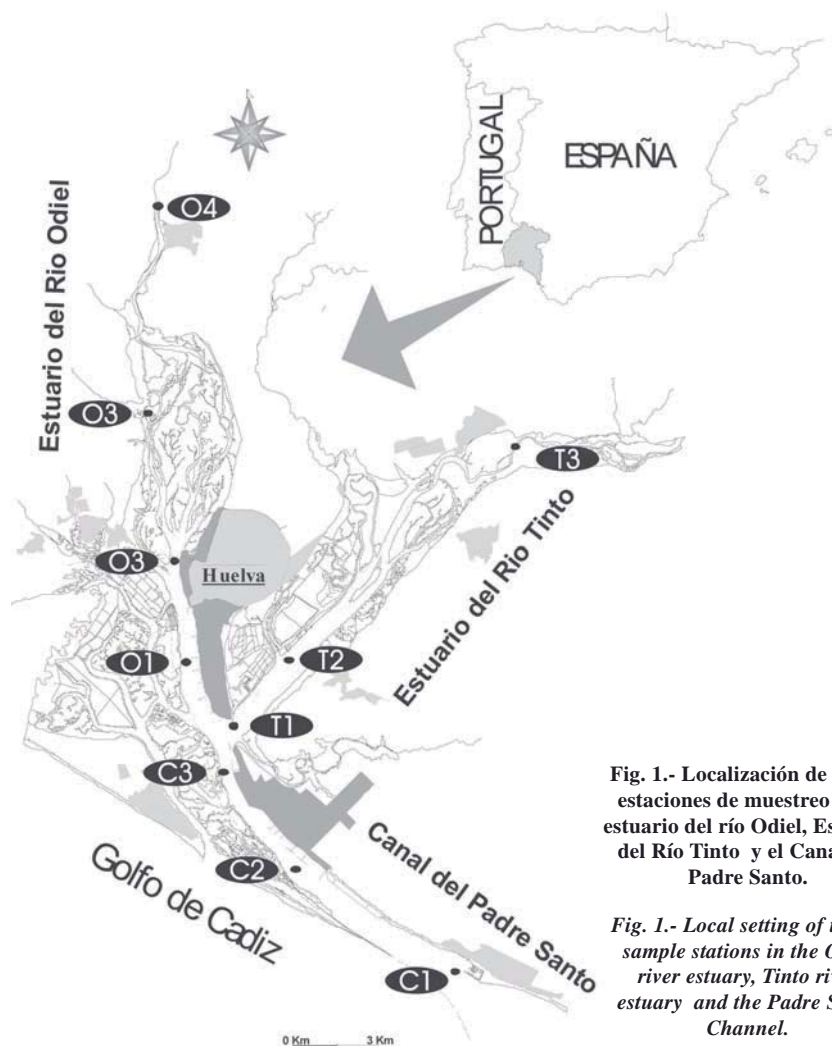 PORTUGAL
ESPAÑA
O4
Estuario del Rio Odiel
O3
T3
O3
Huelva
Estuario del Rio Tinto
O1
T2
T1
C3
Canal del Padre Santo
C2
Golfo de Cadiz
C1
0 Km 3 Km
Fig. 1.- Localización de
estaciones de muestreo
estuario del río Odiel, Es
del Río Tinto y el Cana
Padre Santo.
Fig. 1.- Local setting of
sample stations in the
river estuary, Tinto
estuary and the Padre
Channel.